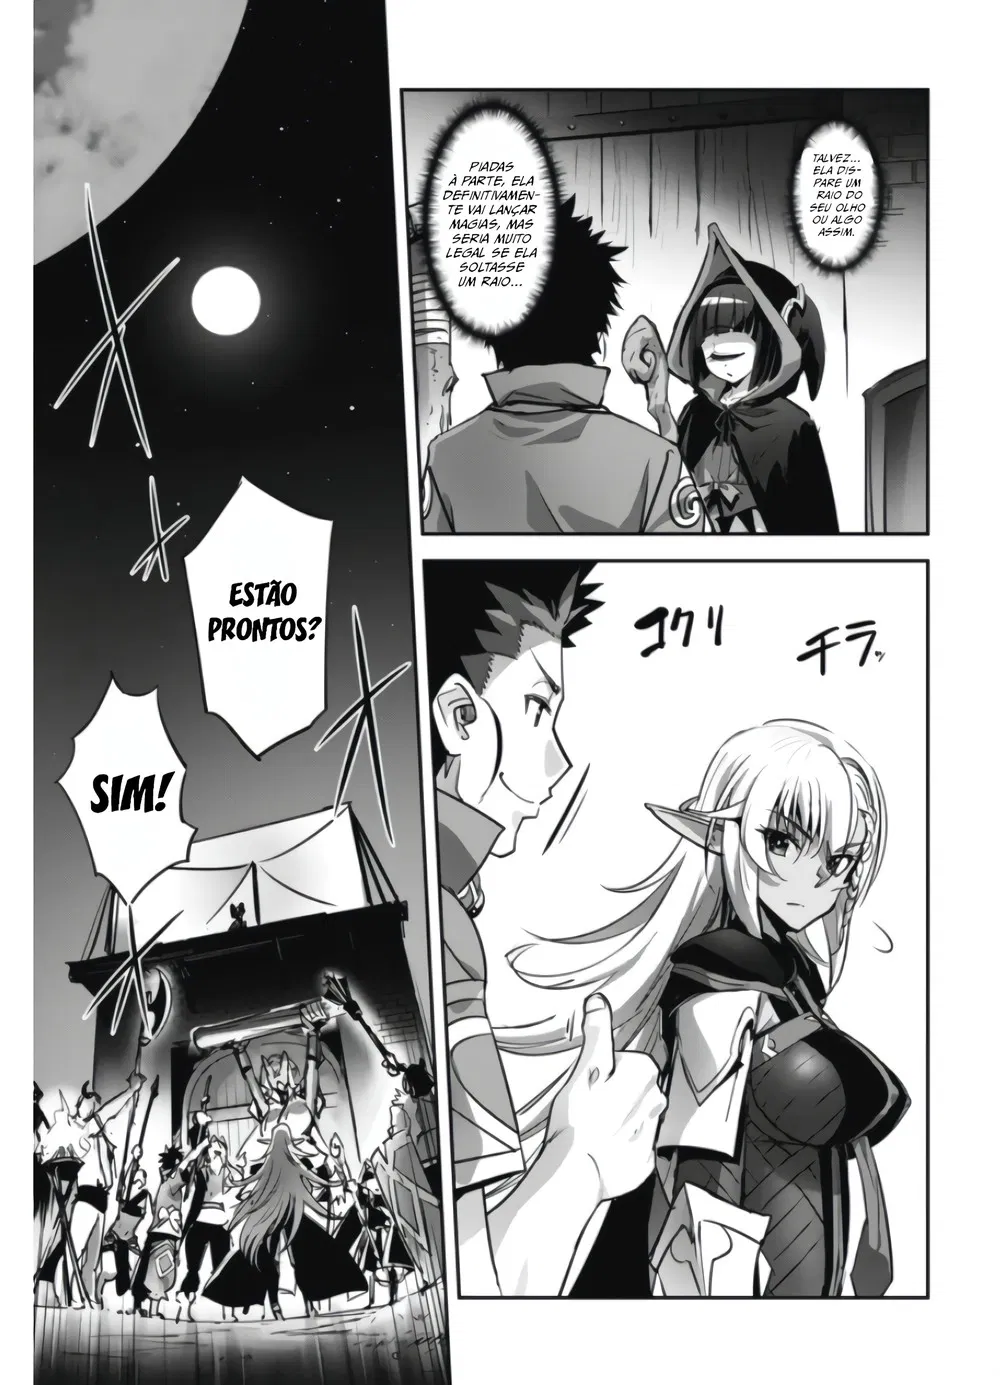 TALVEZ...
ELA DIS-
PARE UM
RAIO DO
SEU OLHO
OU ALGO
ASSIM.
PIADAS
À PARTE, ELA
DEFINITIVAMEN-
TE VAI LANÇAR
MAGIAS, MAS
SERIA MUITO
LEGAL SE ELA
SOLTASSE
UM RAIO...
チラッ
コクリ
ESTÃO
PRONTOS?
SIM!